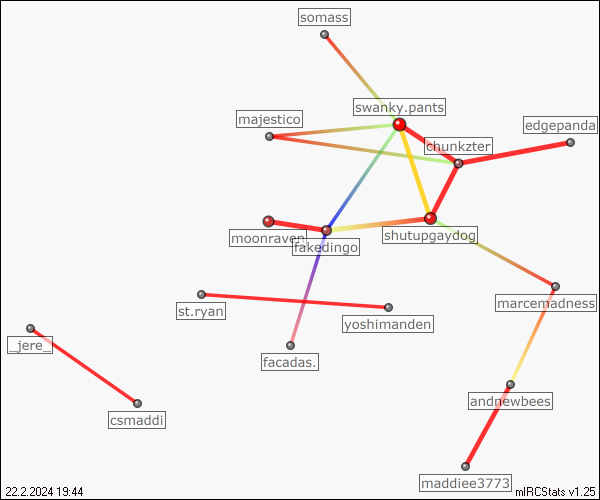 somass
swanky.pants
majestico
edgepanda
chunkzter
moonraven
shutupgaydog
fakedingo
marcemadness
st.ryan
yoshimanden
_jere_
facadas.
andnewbees
csmaddi
maddiee3773
22.2.2024 19:44
mIRCStats v1.25